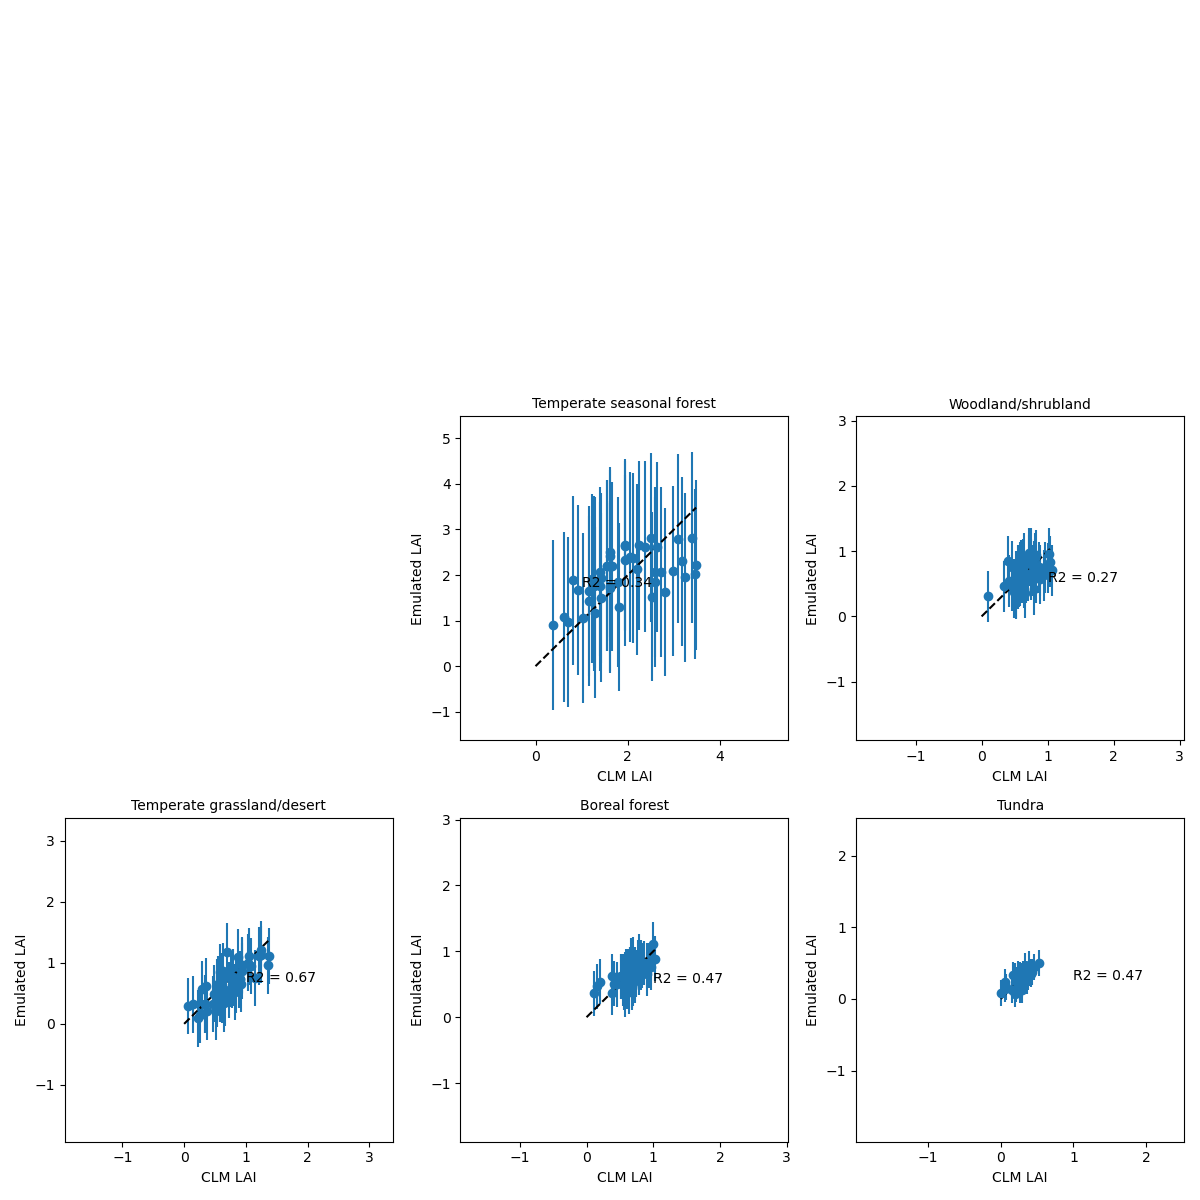 Temperate seasonal forest
5
4
3
2
1
0
−1
Emulated LAI
R2 = 0.34
0
2
4
CLM LAI
Woodland/shrubland
3
2
1
0
−1
Emulated LAI
R2 = 0.27
−1
0
1
2
3
CLM LAI
Temperate grassland/desert
3
2
1
0
−1
Emulated LAI
R2 = 0.67
−1
0
1
2
3
CLM LAI
Boreal forest
3
2
1
0
−1
Emulated LAI
R2 = 0.47
−1
0
1
2
3
CLM LAI
Tundra
2
1
0
−1
Emulated LAI
R2 = 0.47
−1
0
1
2
CLM LAI